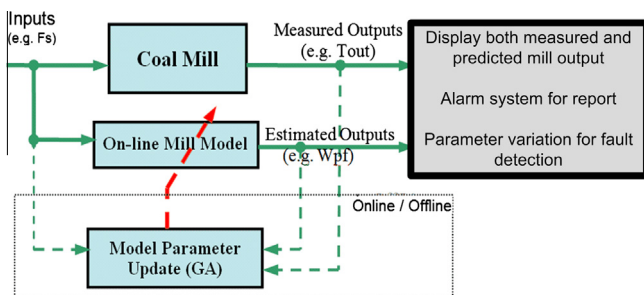 Inputs
(e.g. Fs)
Coal Mill
Measured Outputs
(e.g. Tout)
On-line Mill Model
Estimated Outputs
(e.g. Wpf)
Display both measured and
predicted mill output
Alarm system for report
Parameter variation for fault
detection
Online / Offline
Model Parameter
Update (GA)